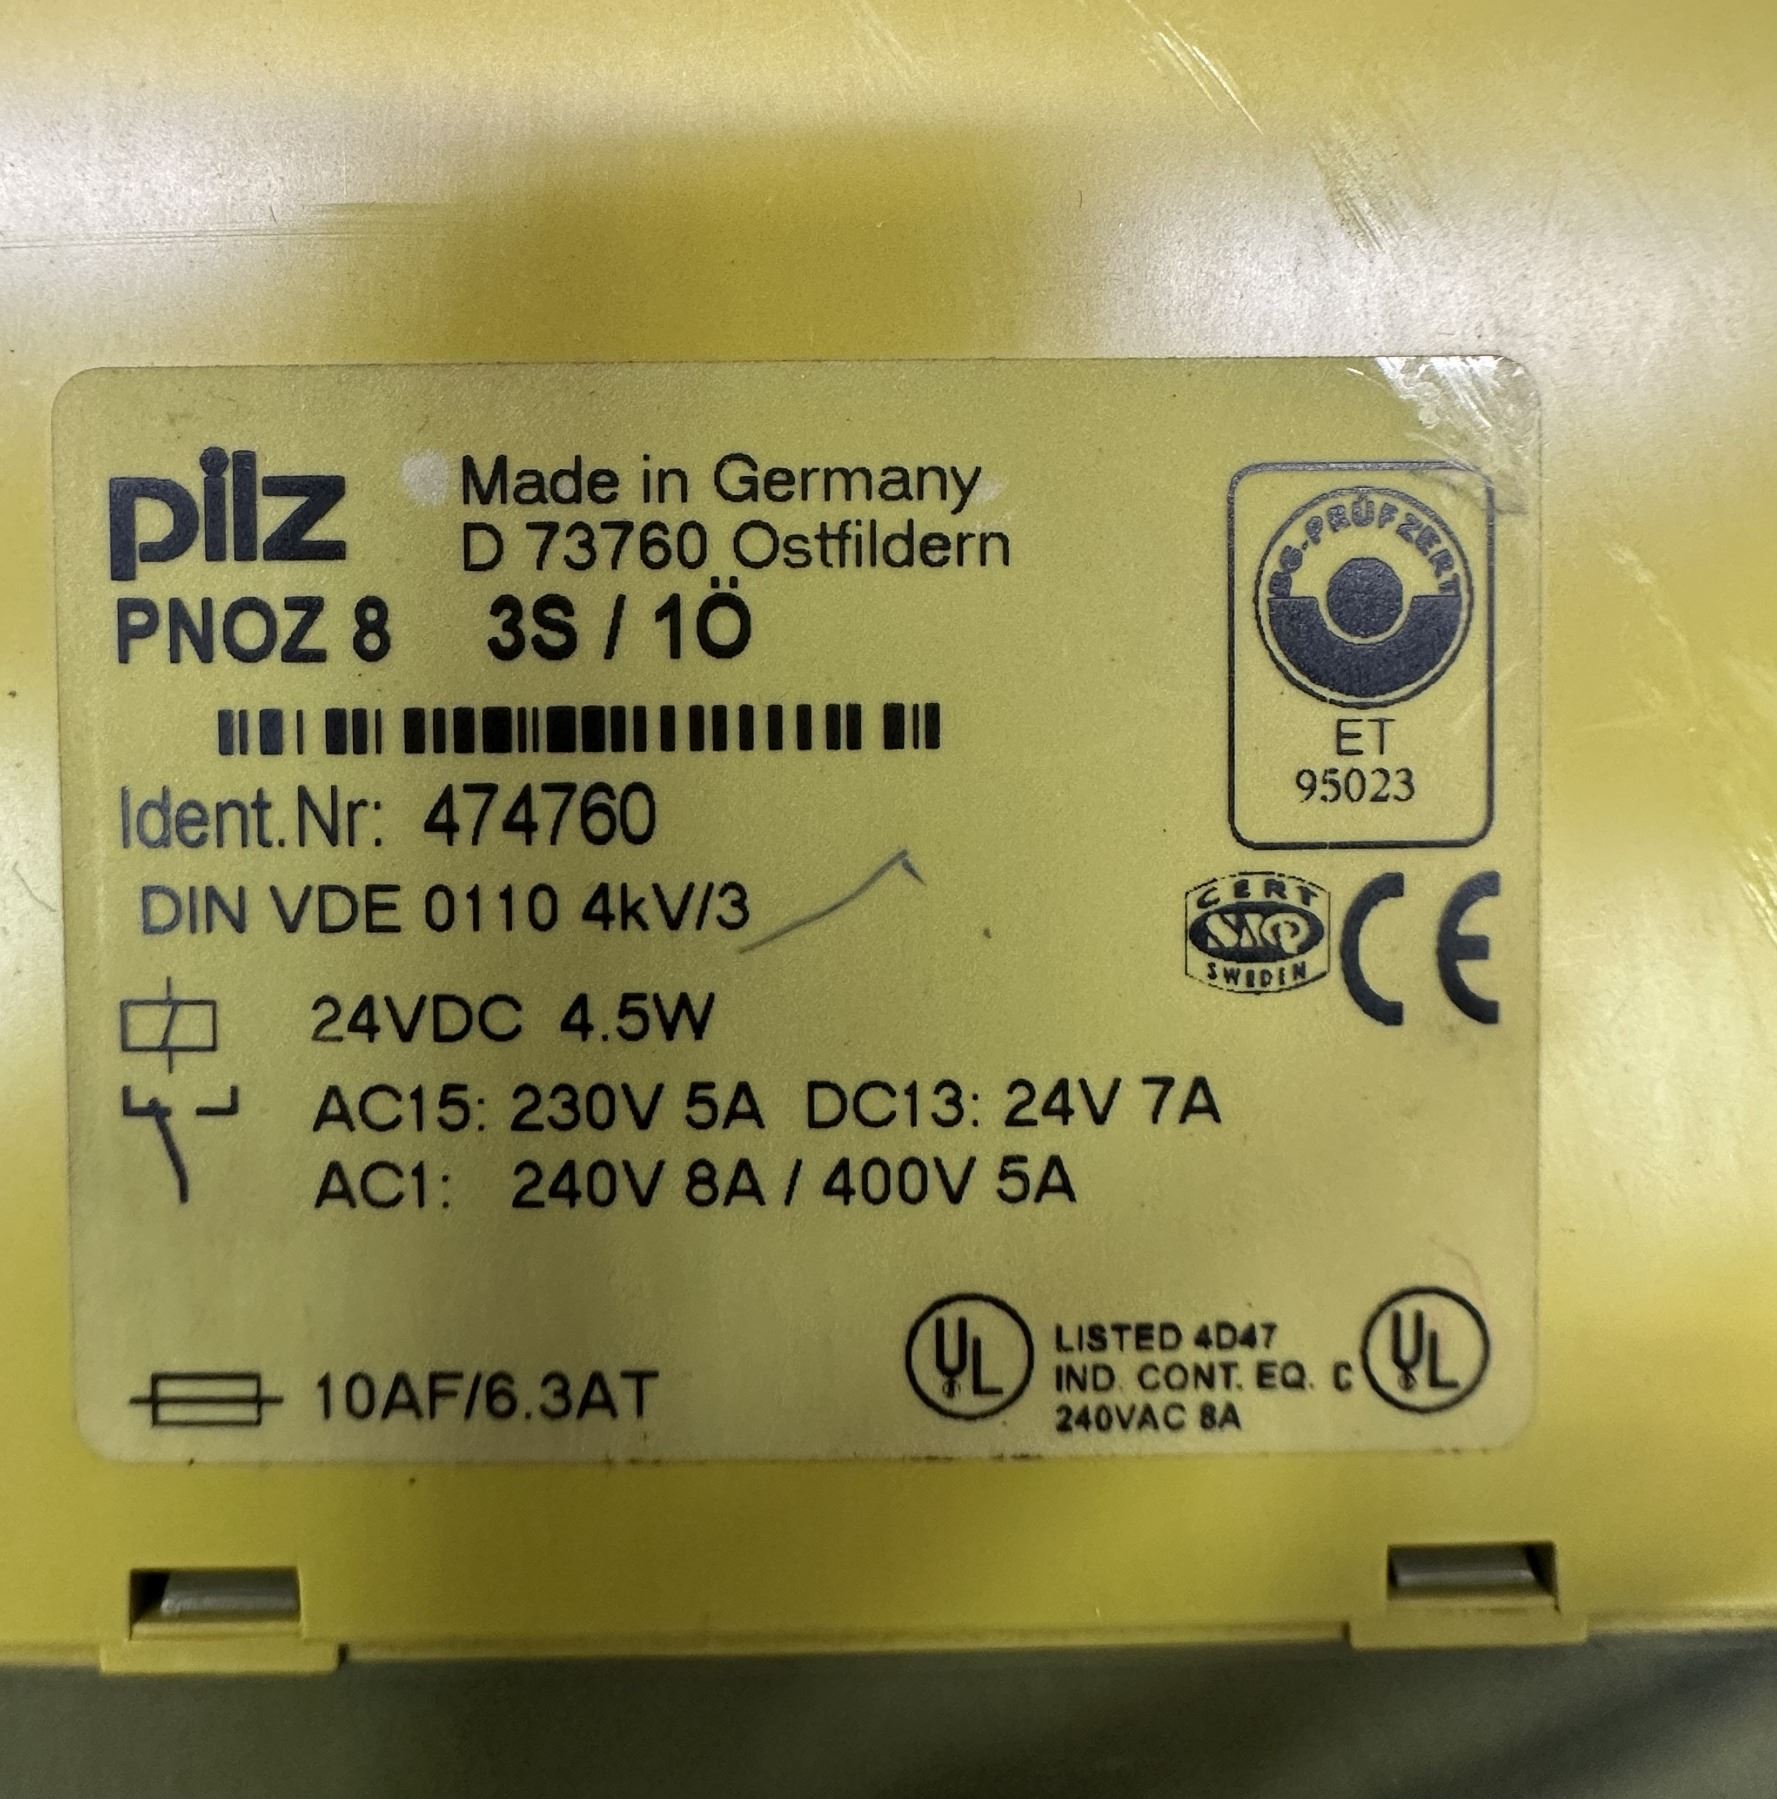 pilz
Made in Germany
D 73760 Ostfildern
PNOZ 8 3S / 1Ö
BG-PRÜFZERT
ET
95023
Ident.Nr: 474760
DIN VDE 0110 4kV/3
CERT
SWEDEN
CE
24VDC 4.5W
AC15: 230V 5A DC13: 24V 7A
AC1: 240V 8A / 400V 5A
10AF/6.3AT
UL
LISTED 4D47
IND. CONT. EQ. C
240VAC 8A
UL